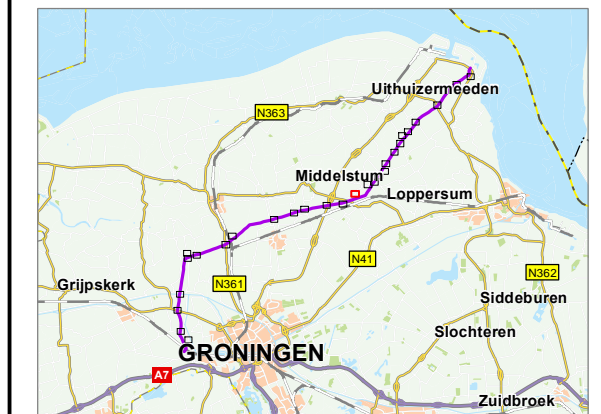 Uithuizermeeden
N363
Middelstum
Loppersum
N41
N362
Grijpskerk
N361
Siddeburen
Slochteren
GRONINGEN
A7
Zuidbroek